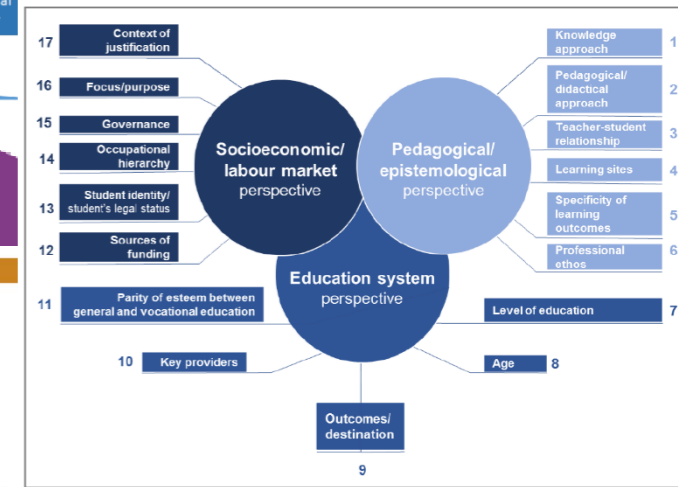 al
17
Context of
justification
16
Focus/purpose
15
Governance
14
Occupational
hierarchy
13
Student identity/
student's legal status
12
Sources of
funding
Socioeconomic/
labour market
perspective
Pedagogical/
epistemological
perspective
Knowledge
approach
1
Pedagogical/
didactical
approach
2
Teacher-student
relationship
3
Learning sites
4
Specificity of
learning
outcomes
5
Professional
ethos
6
Education system
perspective
11
Parity of esteem between
general and vocational education
Level of education
7
10
Key providers
Age
8
Outcomes/
destination
9